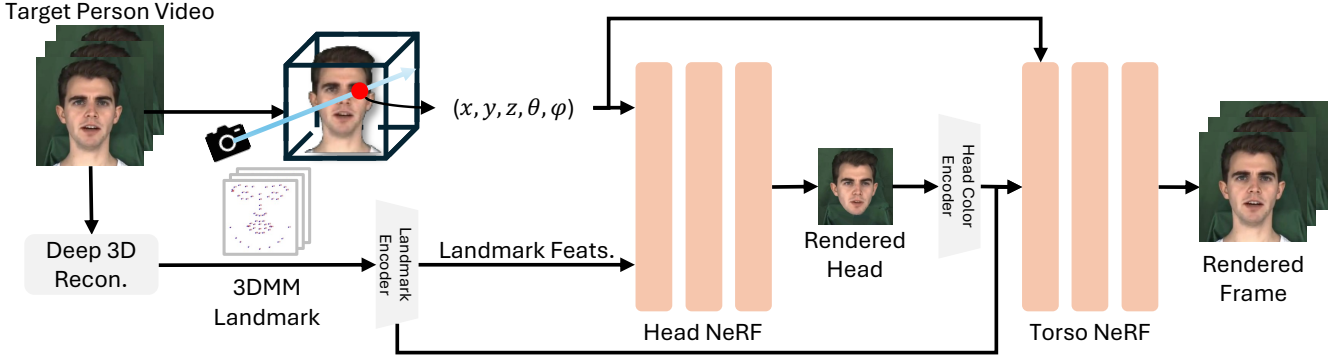 Target Person Video
(x, y, z, θ, φ)
Deep 3D
Recon.
3DMM
Landmark
Landmark
Encoder
Landmark Feats.
Head NeRF
Rendered
Head
Head Color
Encoder
Torso NeRF
Rendered
Frame